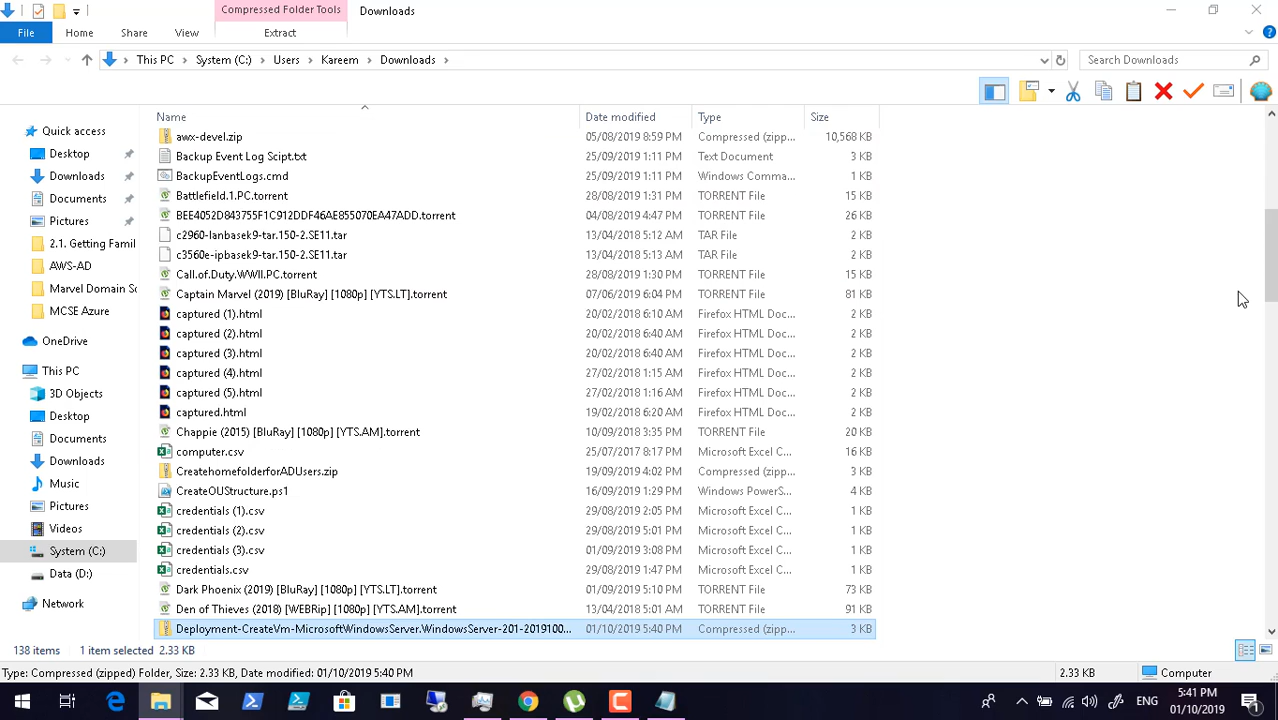 Compressed Folder Tools
Downloads
File
Home
Share
View
Extract
This PC
System (C:)
Users
Kareem
Downloads
Search Downloads
Name
Date modified
Type
Size
Quick access
Desktop
Downloads
Documents
Pictures
2.1. Getting Famil
AWS-AD
Marvel Domain Sc
MCSE Azure
OneDrive
This PC
3D Objects
Desktop
Documents
Downloads
Music
Pictures
Videos
System (C:)
Data (D:)
Network
awx-devel.zip 05/08/2019 8:59 PM Compressed (zipp... 10,568 KB
Backup Event Log Scipt.txt 25/09/2019 1:11 PM Text Document 3 KB
BackupEventLogs.cmd 25/09/2019 1:11 PM Windows Comma... 1 KB
Battlefield.1.PC.torrent 28/08/2019 1:31 PM TORRENT File 15 KB
BEE4052D843755F1C912DDF46AE855070EA47ADD.torrent 04/08/2019 4:47 PM TORRENT File 26 KB
c2960-lanbasek9-tar.150-2.SE11.tar 13/04/2018 5:12 AM TAR File 2 KB
c3560e-ipbasek9-tar.150-2.SE11.tar 13/04/2018 5:13 AM TAR File 2 KB
Call.of.Duty.WWII.PC.torrent 28/08/2019 1:30 PM TORRENT File 15 KB
Captain Marvel (2019) [BluRay] [1080p] [YTS.LT].torrent 07/06/2019 6:04 PM TORRENT File 81 KB
captured (1).html 20/02/2018 6:10 AM Firefox HTML Doc... 2 KB
captured (2).html 20/02/2018 6:40 AM Firefox HTML Doc... 2 KB
captured (3).html 20/02/2018 6:40 AM Firefox HTML Doc... 2 KB
captured (4).html 27/02/2018 1:15 AM Firefox HTML Doc... 2 KB
captured (5).html 27/02/2018 1:16 AM Firefox HTML Doc... 2 KB
captured.html 19/02/2018 6:20 AM Firefox HTML Doc... 2 KB
Chappie (2015) [BluRay] [1080p] [YTS.AM].torrent 10/09/2018 3:35 PM TORRENT File 20 KB
computer.csv 25/07/2017 8:17 PM Microsoft Excel C... 16 KB
CreatehomefolderforADUsers.zip 19/09/2019 4:02 PM Compressed (zipp... 3 KB
CreateOUStructure.ps1 16/09/2019 1:29 PM Windows PowerS... 4 KB
credentials (1).csv 29/08/2019 2:05 PM Microsoft Excel C... 1 KB
credentials (2).csv 29/08/2019 5:01 PM Microsoft Excel C... 1 KB
credentials (3).csv 01/09/2019 3:08 PM Microsoft Excel C... 1 KB
credentials.csv 29/08/2019 1:47 PM Microsoft Excel C... 1 KB
Dark Phoenix (2019) [BluRay] [1080p] [YTS.LT].torrent 01/09/2019 5:10 PM TORRENT File 73 KB
Den of Thieves (2018) [WEBRip] [1080p] [YTS.AM].torrent 13/04/2018 5:01 AM TORRENT File 91 KB
Deployment-CreateVm-MicrosoftWindowsServer.WindowsServer-201-2019100... 01/10/2019 5:40 PM Compressed (zipp... 3 KB
138 items 1 item selected 2.33 KB
Type: Compressed (zipped) Folder, Size: 2.33 KB, Date modified: 01/10/2019 5:40 PM
2.33 KB
Computer
ENG
5:41 PM
01/10/2019
1